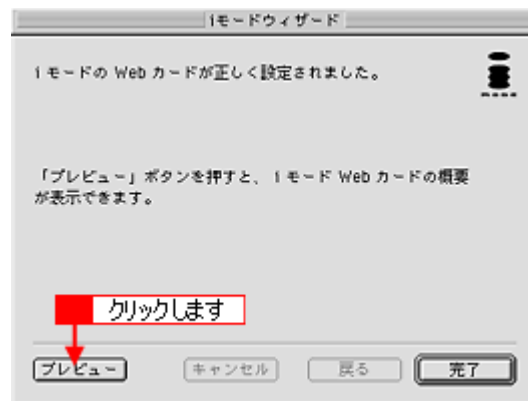 iモードウィザード
iモードの Web カードが正しく設定されました。
「プレビュー」ボタンを押すと、iモード Web カードの概要
が表示できます。
クリックします
プレビュー キャンセル 戻る 完了